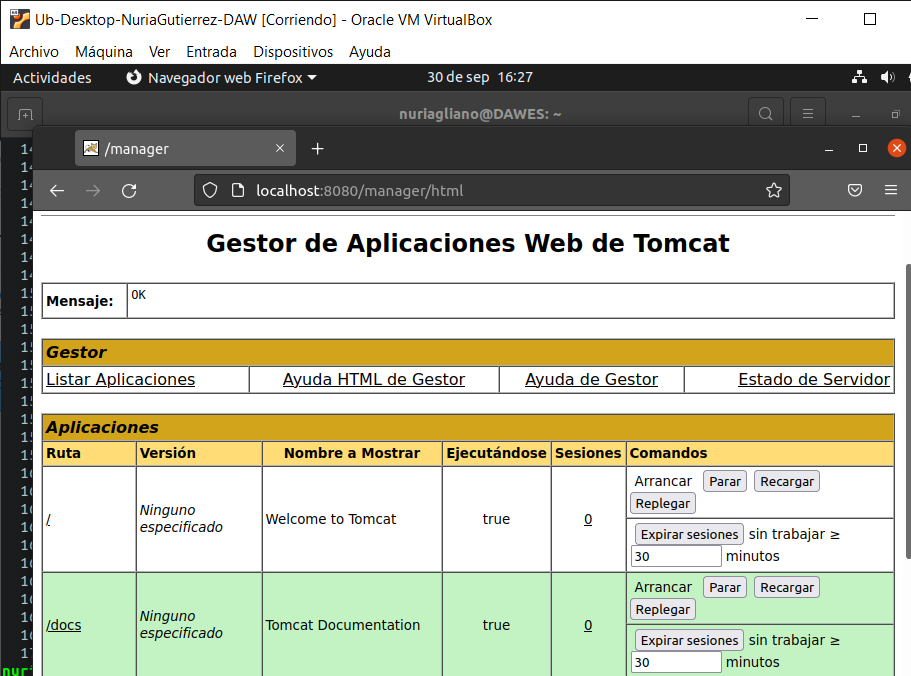 Ub-Desktop-NuriaGutierrez-DAW [Corriendo] - Oracle VM VirtualBox
Archivo Máquina Ver Entrada Dispositivos Ayuda
Actividades Navegador web Firefox 30 de sep 16:27
nuriagliano@DAWES: ~
/manager
localhost:8080/manager/html
Gestor de Aplicaciones Web de Tomcat
Mensaje: OK
Gestor
Listar Aplicaciones Ayuda HTML de Gestor Ayuda de Gestor Estado de Servidor
Aplicaciones
Ruta Versión Nombre a Mostrar Ejecutándose Sesiones Comandos
/ Ninguno especificado Welcome to Tomcat true 0
Arrancar Parar Recargar
Replegar
Expirar sesiones sin trabajar ≥
30 minutos
/docs Ninguno especificado Tomcat Documentation true 0
Arrancar Parar Recargar
Replegar
Expirar sesiones sin trabajar ≥
30 minutos